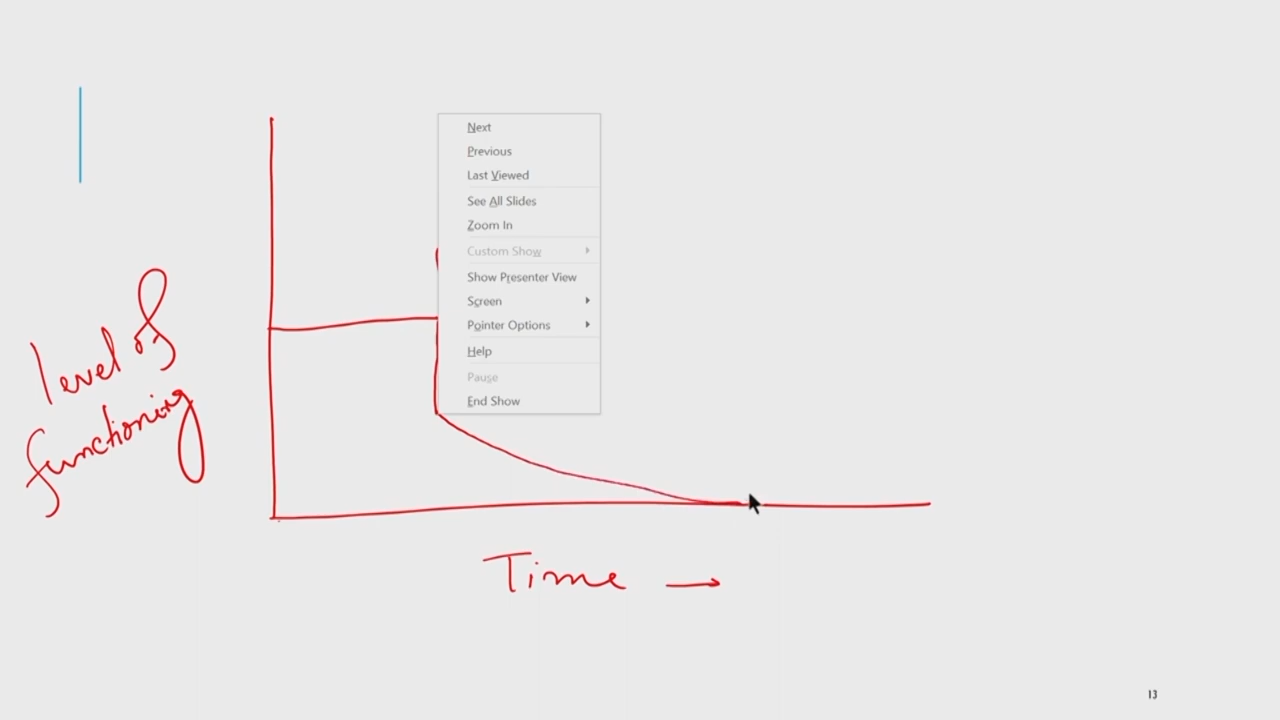 Next
Previous
Last Viewed
See All Slides
Zoom In
Custom Show
Show Presenter View
Screen
Pointer Options
Help
Pause
End Show
level of
functioning
Time →
13